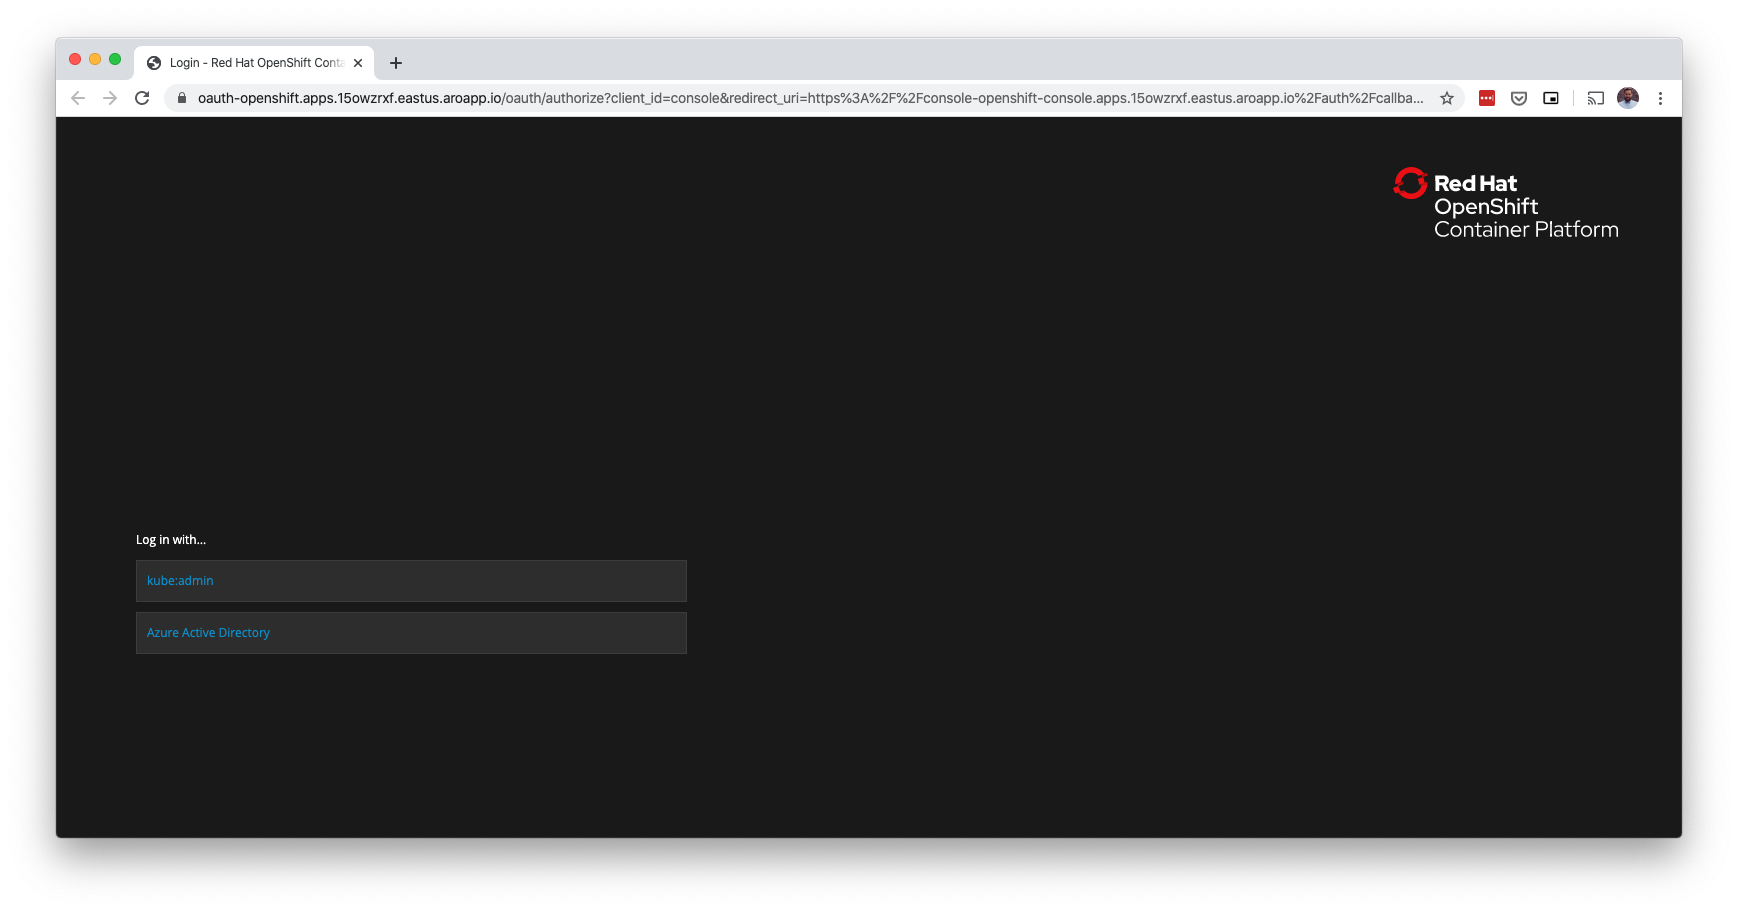 Login - Red Hat OpenShift Conta
oauth-openshift.apps.15owzrxf.eastus.aroapp.io/oauth/authorize?client_id=console&redirect_uri=https%3A%2F%2Fconsole-openshift-console.apps.15owzrxf.eastus.aroapp.io%2Fauth%2Fcallba...
Red Hat
OpenShift
Container Platform
Log in with...
kube:admin
Azure Active Directory